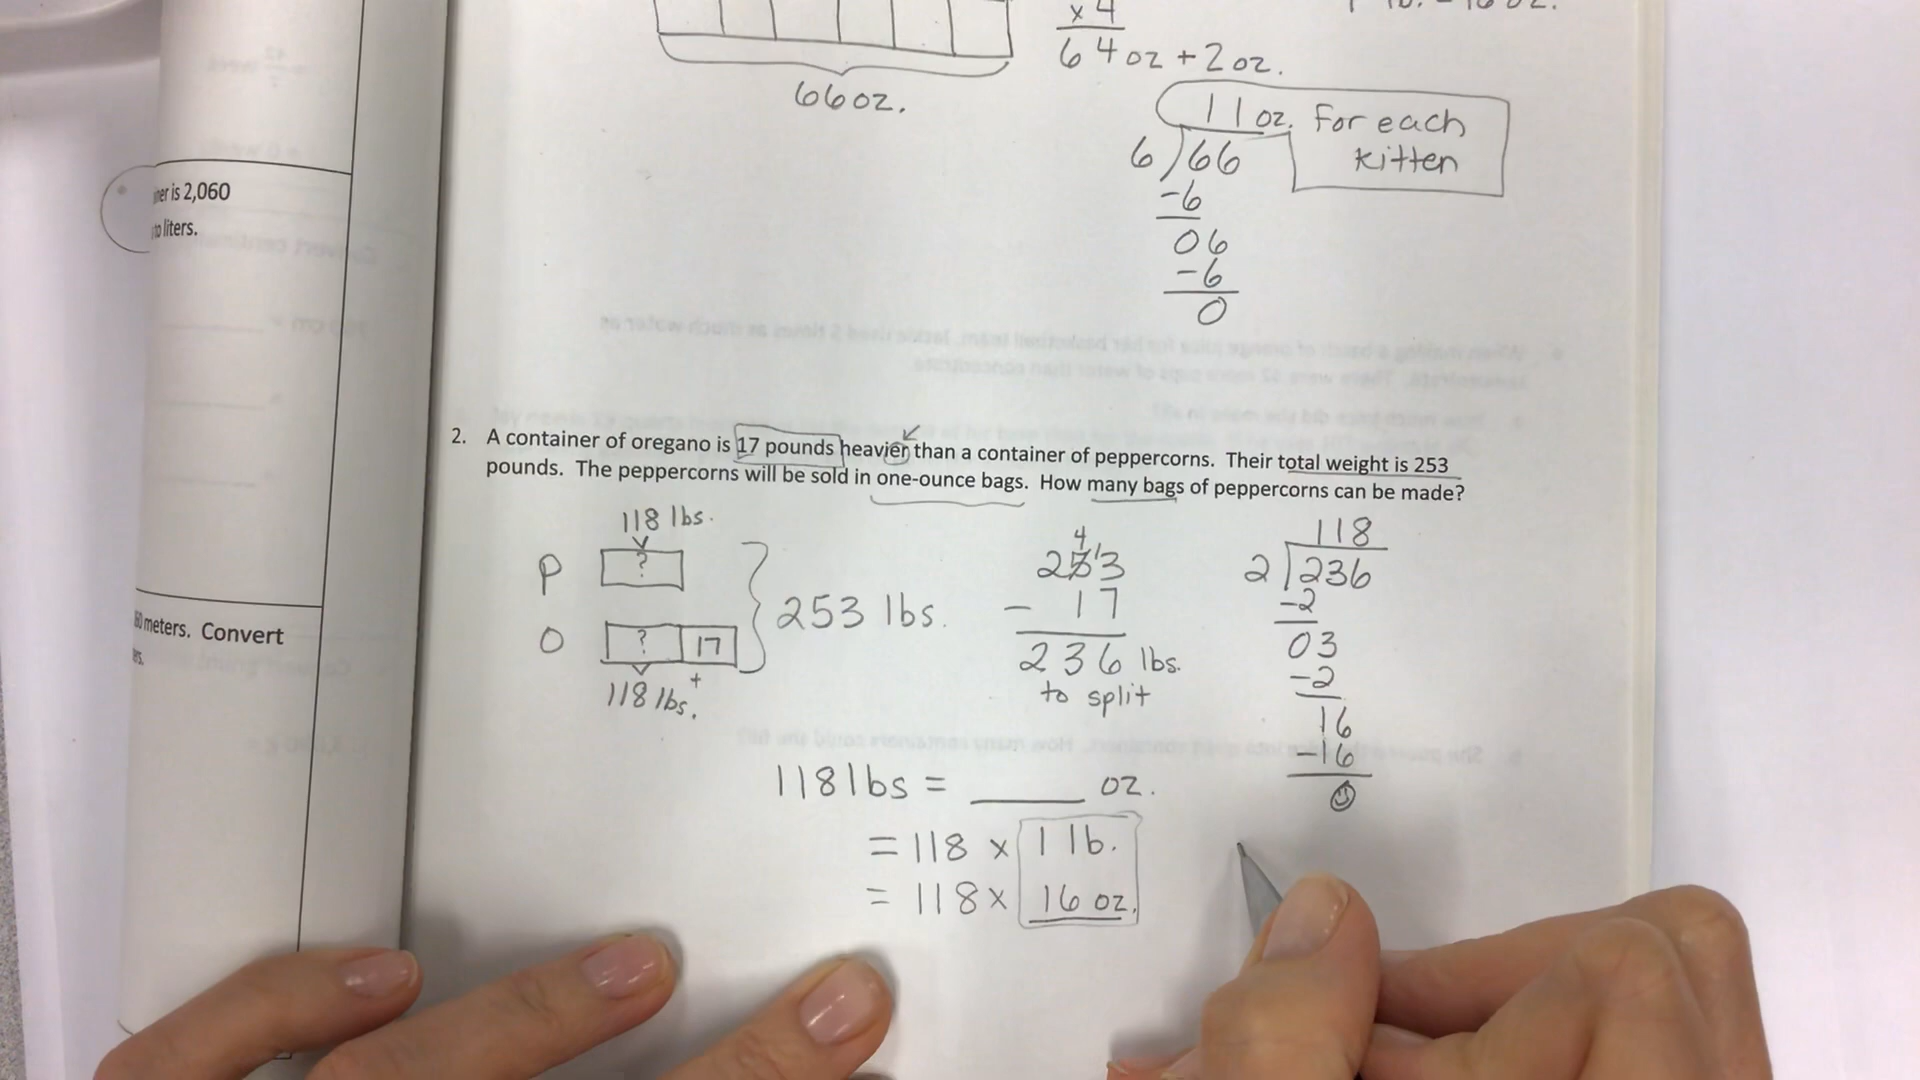 x 4
64 oz + 2 oz.
66 oz.
11 oz. For each
kitten
6 66
-6
06
-6
0
is 2,060
liters.
meters. Convert
2. A container of oregano is 17 pounds heavier than a container of peppercorns. Their total weight is 253
pounds. The peppercorns will be sold in one-ounce bags. How many bags of peppercorns can be made?
118 lbs.
P ?
O ? 17
+
118 lbs.
253 lbs.
4 1
253
- 17
236 lbs.
to split
118
2 236
-2
03
-2
16
-16
118 lbs = ____ oz.
= 118 x 1 lb.
= 118 x 16 oz.